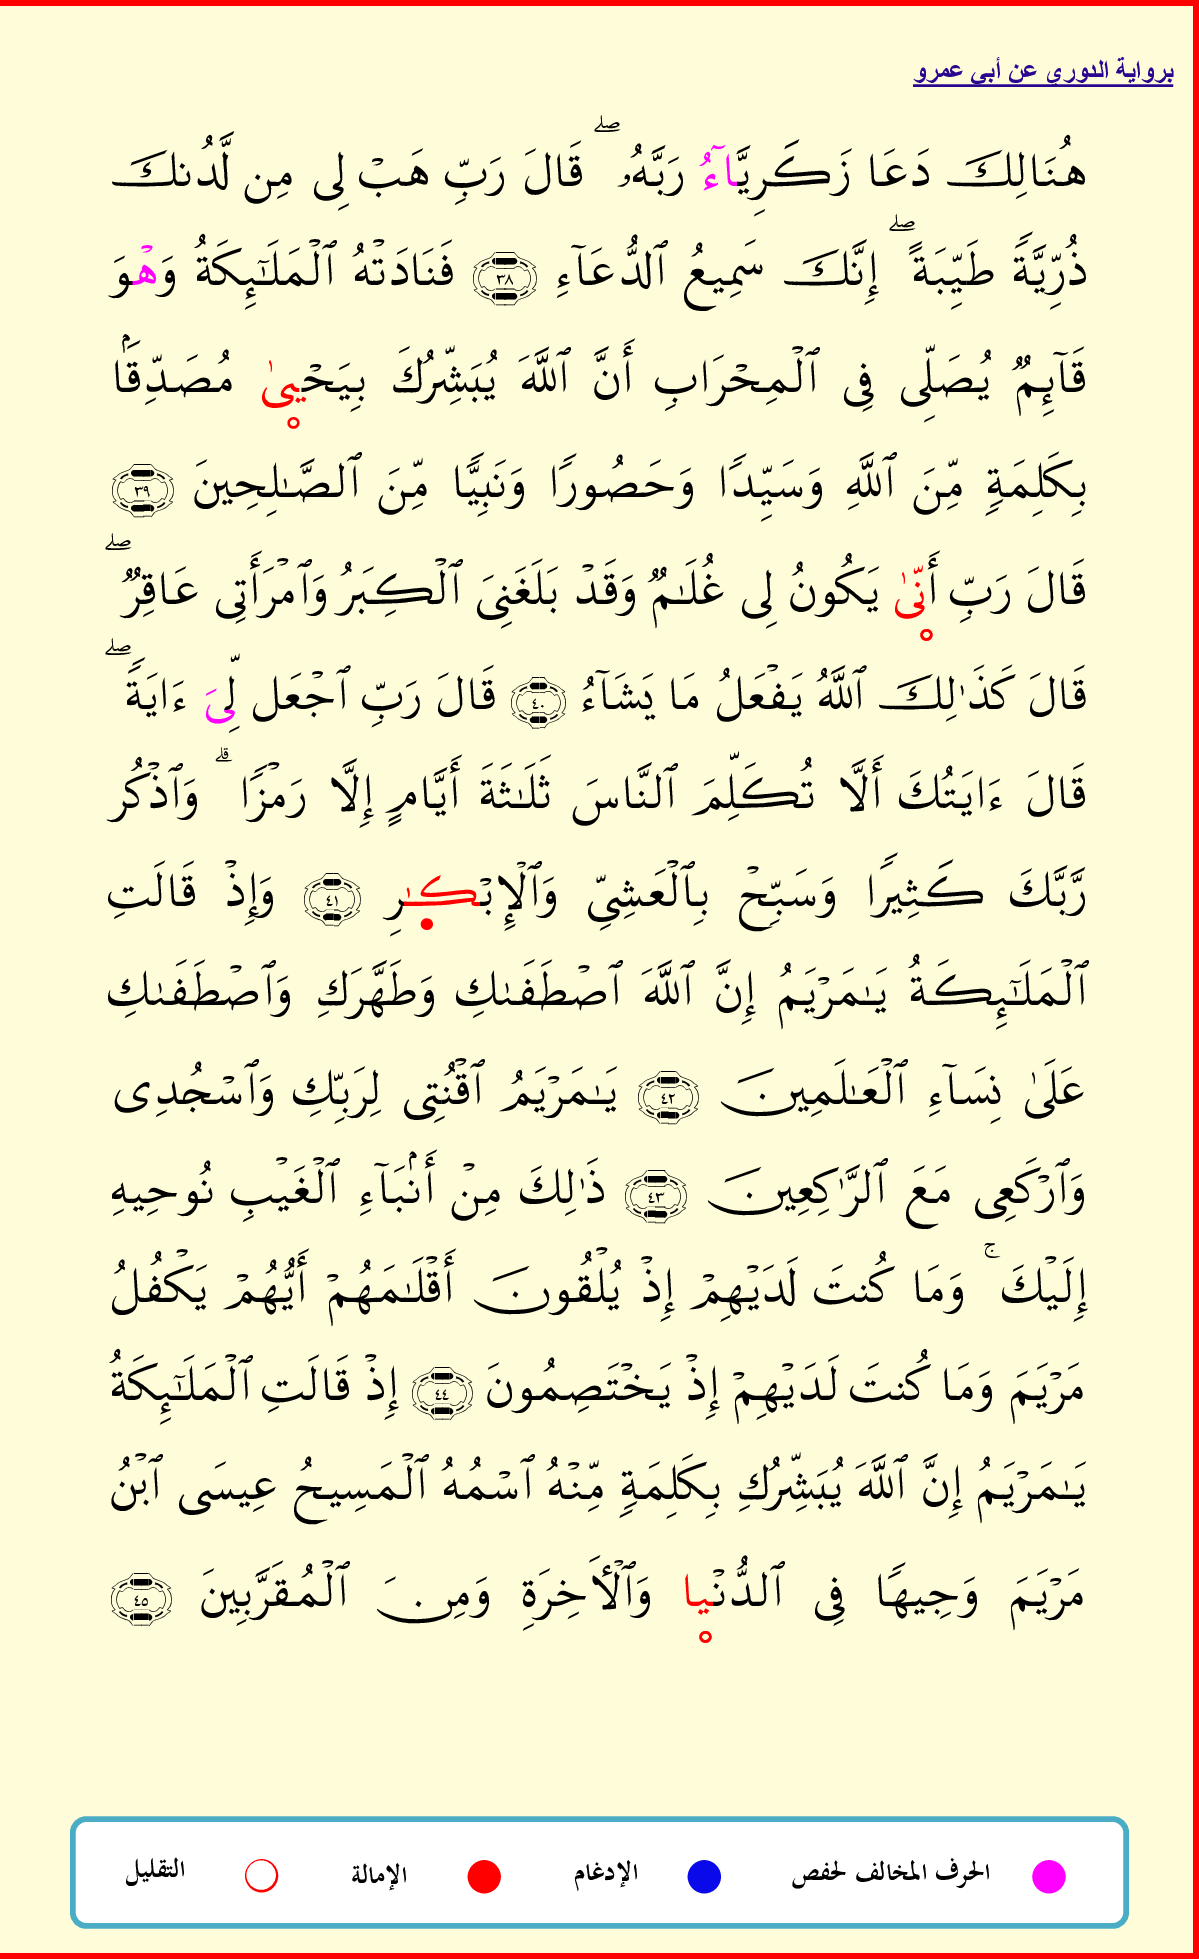 برواية الدوري عن أبي عمرو
هُنَالِكَ دَعَا زَكَرِيَّآءُ رَبَّهُۥ ۖ قَالَ رَبِّ هَبْ لِى مِن لَّدُنكَ
ذُرِّيَّةً طَيِّبَةً ۖ إِنَّكَ سَمِيعُ ٱلدُّعَآءِ ٣٨ فَنَادَتْهُ ٱلْمَلَٰٓئِكَةُ وَهْوَ
قَآئِمٌ يُصَلِّى فِى ٱلْمِحْرَابِ أَنَّ ٱللَّهَ يُبَشِّرُكَ بِيَحْيىٰ مُصَدِّقَۢا
بِكَلِمَةٍ مِّنَ ٱللَّهِ وَسَيِّدًا وَحَصُورًا وَنَبِيًّا مِّنَ ٱلصَّٰلِحِينَ ٣٩
قَالَ رَبِّ أَنّىٰ يَكُونُ لِى غُلَٰمٌ وَقَدْ بَلَغَنِىَ ٱلْكِبَرُ وَٱمْرَأَتِى عَاقِرٌ ۖ
قَالَ كَذَٰلِكَ ٱللَّهُ يَفْعَلُ مَا يَشَآءُ ٤٠ قَالَ رَبِّ ٱجْعَل لِّىَ ءَايَةً ۖ
قَالَ ءَايَتُكَ أَلَّا تُكَلِّمَ ٱلنَّاسَ ثَلَٰثَةَ أَيَّامٍ إِلَّا رَمْزًا ۗ وَٱذْكُر
رَّبَّكَ كَثِيرًا وَسَبِّحْ بِٱلْعَشِىِّ وَٱلْإِبْكٰرِ ٤١ وَإِذْ قَالَتِ
ٱلْمَلَٰٓئِكَةُ يَٰمَرْيَمُ إِنَّ ٱللَّهَ ٱصْطَفَىٰكِ وَطَهَّرَكِ وَٱصْطَفَىٰكِ
عَلَىٰ نِسَآءِ ٱلْعَٰلَمِينَ ٤٢ يَٰمَرْيَمُ ٱقْنُتِى لِرَبِّكِ وَٱسْجُدِى
وَٱرْكَعِى مَعَ ٱلرَّٰكِعِينَ ٤٣ ذَٰلِكَ مِنْ أَنۢبَآءِ ٱلْغَيْبِ نُوحِيهِ
إِلَيْكَ ۚ وَمَا كُنتَ لَدَيْهِمْ إِذْ يُلْقُونَ أَقْلَٰمَهُمْ أَيُّهُمْ يَكْفُلُ
مَرْيَمَ وَمَا كُنتَ لَدَيْهِمْ إِذْ يَخْتَصِمُونَ ٤٤ إِذْ قَالَتِ ٱلْمَلَٰٓئِكَةُ
يَٰمَرْيَمُ إِنَّ ٱللَّهَ يُبَشِّرُكِ بِكَلِمَةٍ مِّنْهُ ٱسْمُهُ ٱلْمَسِيحُ عِيسَى ٱبْنُ
مَرْيَمَ وَجِيهًا فِى ٱلدُّنْيا وَٱلْأَخِرَةِ وَمِنَ ٱلْمُقَرَّبِينَ ٤٥
الحرف المخالف لحفص الإدغام الإمالة التقليل